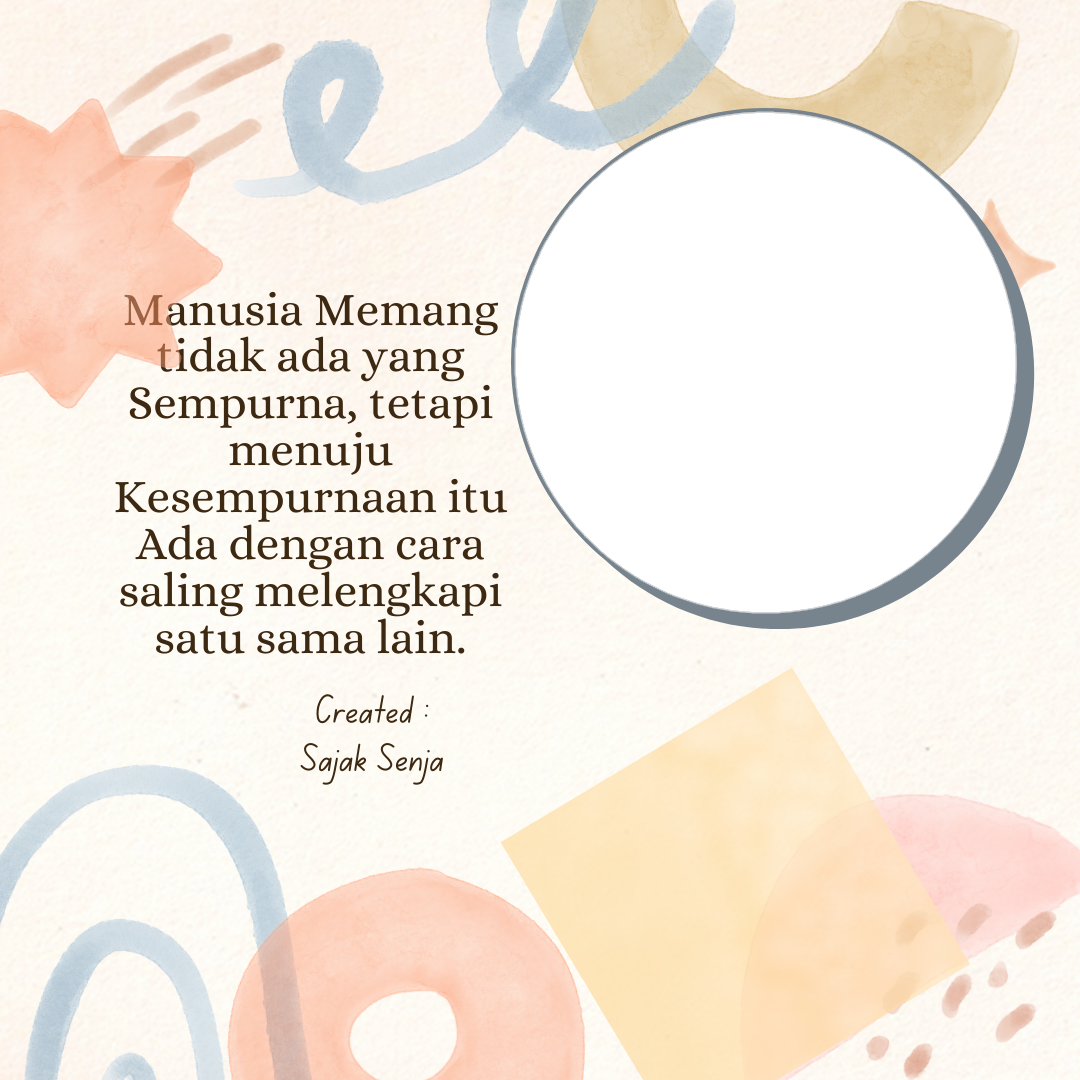 Manusia Memang
tidak ada yang
Sempurna, tetapi
menuju
Kesempurnaan itu
Ada dengan cara
saling melengkapi
satu sama lain.
Created :
Sajak Senja